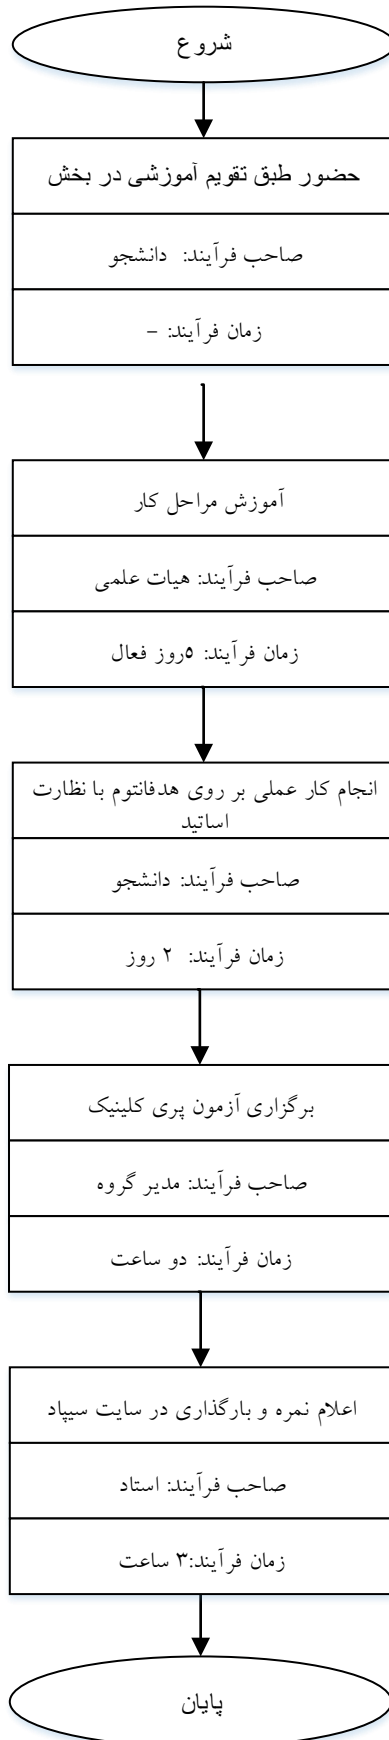 شروع
حضور طبق تقویم آموزشی در بخش
صاحب فرآیند: دانشجو
زمان فرآیند: -
آموزش مراحل کار
صاحب فرآیند: هیات علمی
زمان فرآیند: ۵روز فعال
انجام کار عملی بر روی هدفانتوم با نظارت
اساتید
صاحب فرآیند: دانشجو
زمان فرآیند: ۲ روز
برگزاری آزمون پری کلینیک
صاحب فرآیند: مدیر گروه
زمان فرآیند: دو ساعت
اعلام نمره و بارگذاری در سایت سیپاد
صاحب فرآیند: استاد
زمان فرآیند:۳ ساعت
پایان